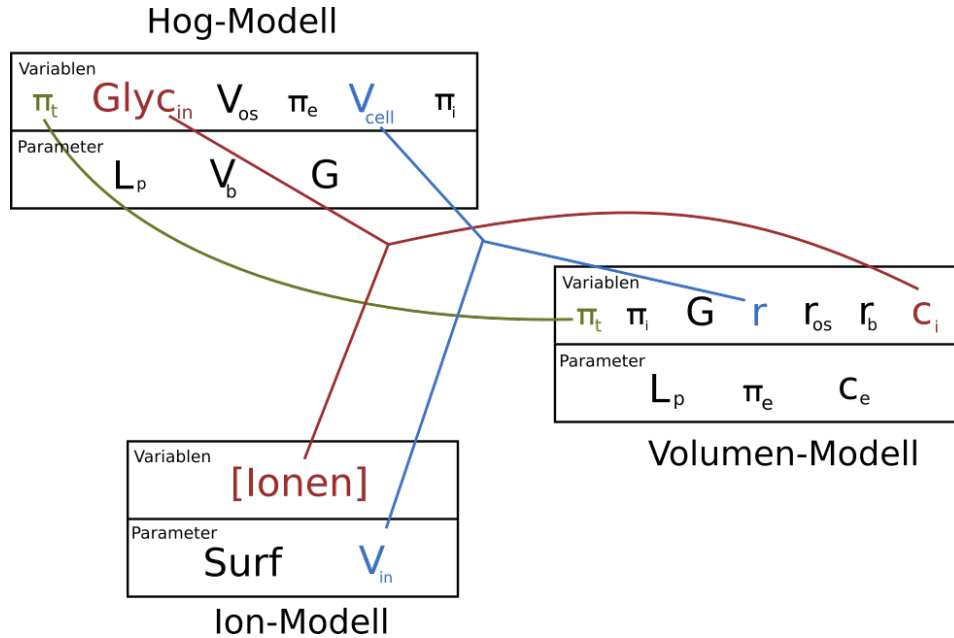 Hog-Modell
Variablen
πt Glycin Vos πe Vcell πi
Parameter
Lp Vb G
Variablen
πt πi G r ros rb ci
Parameter
Lp πe ce
Volumen-Modell
Variablen
[Ionen]
Parameter
Surf Vin
Ion-Modell